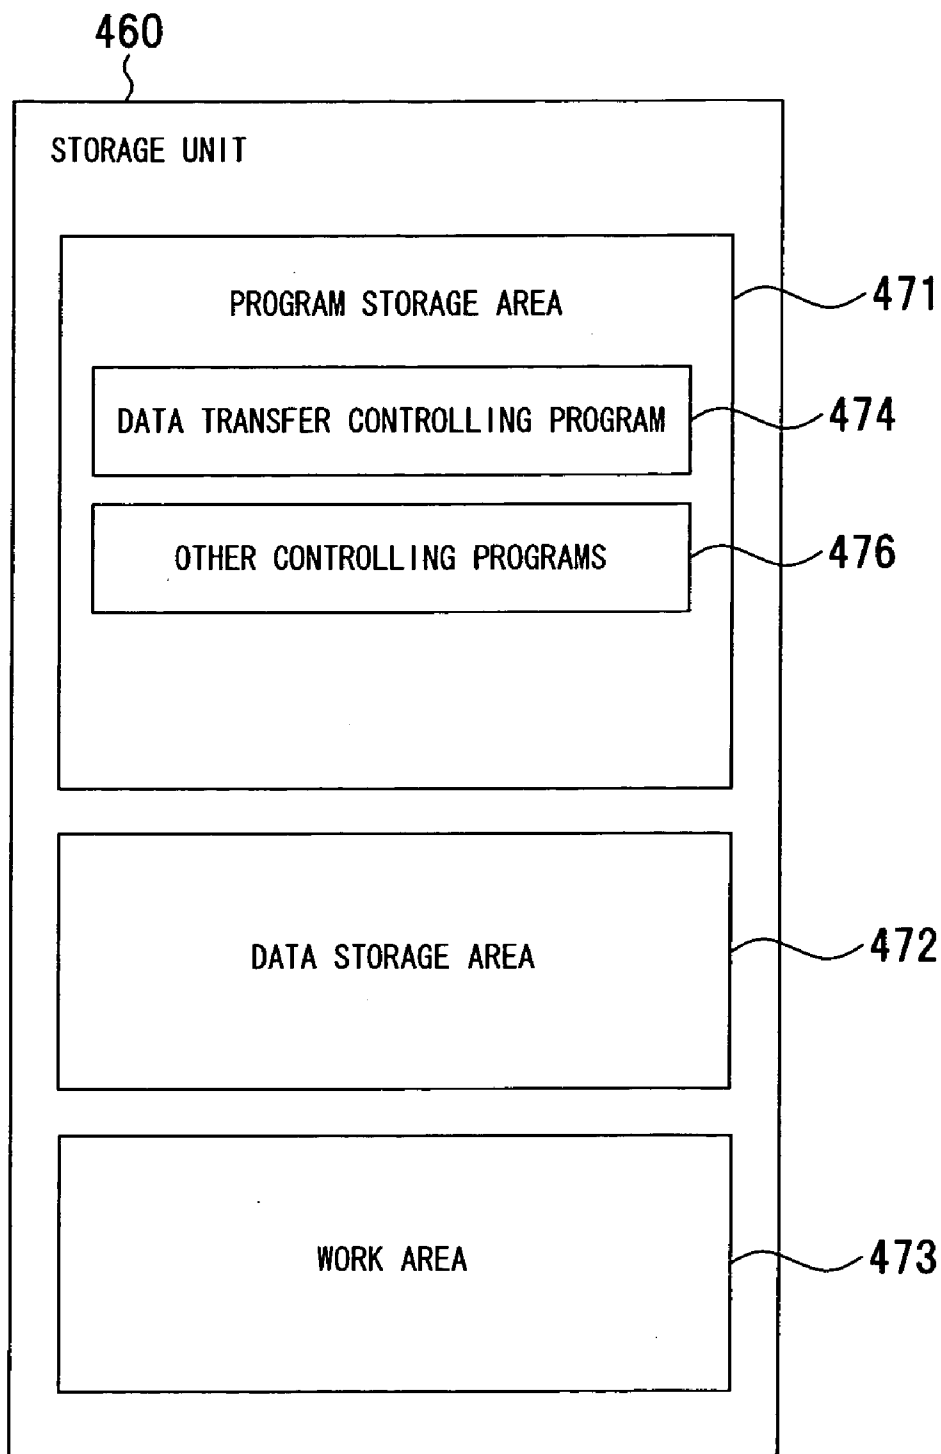 460
STORAGE UNIT
PROGRAM STORAGE AREA
471
DATA TRANSFER CONTROLLING PROGRAM
474
OTHER CONTROLLING PROGRAMS
476
DATA STORAGE AREA
472
WORK AREA
473